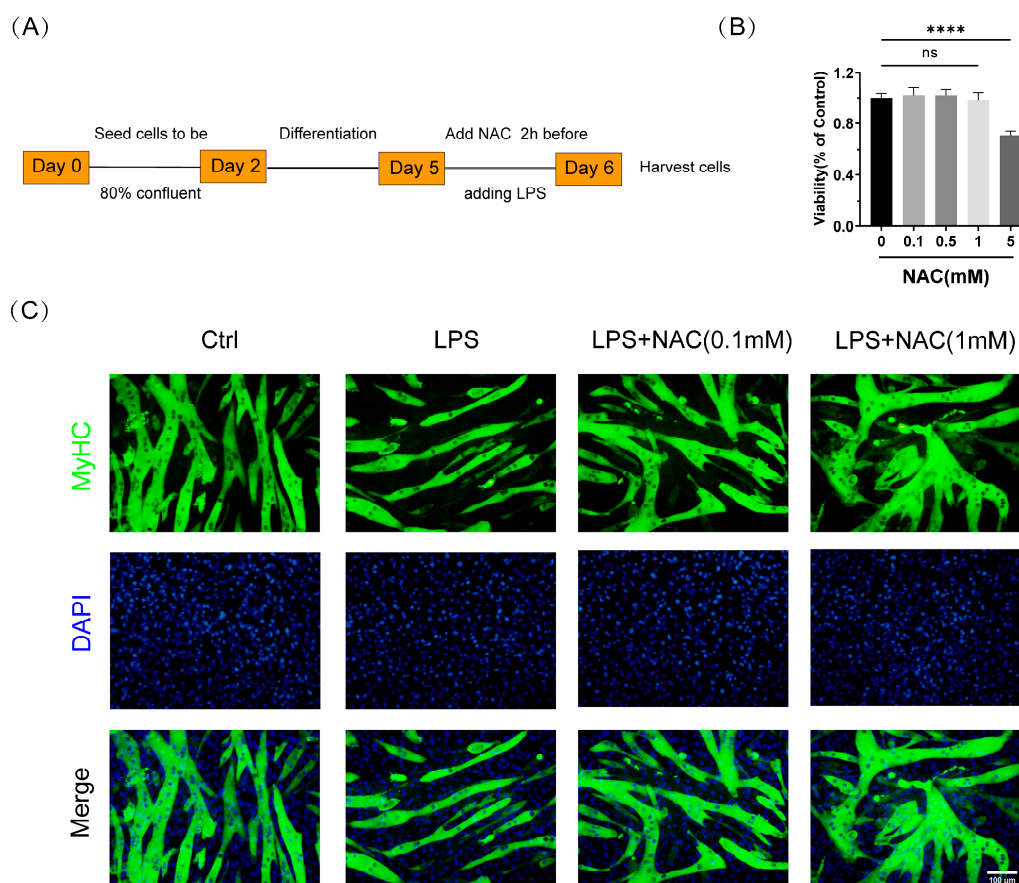 (A)
Seed cells to be
Differentiation
Add NAC 2h before
Day 0
Day 2
Day 5
Day 6
Harvest cells
80% confluent
adding LPS
(B)
****
ns
Viability(% of Control)
1.2
0.8
0.4
0.0
0 0.1 0.5 1 5
NAC(mM)
(C)
Ctrl
LPS
LPS+NAC(0.1mM)
LPS+NAC(1mM)
MyHC
DAPI
Merge
100 μm